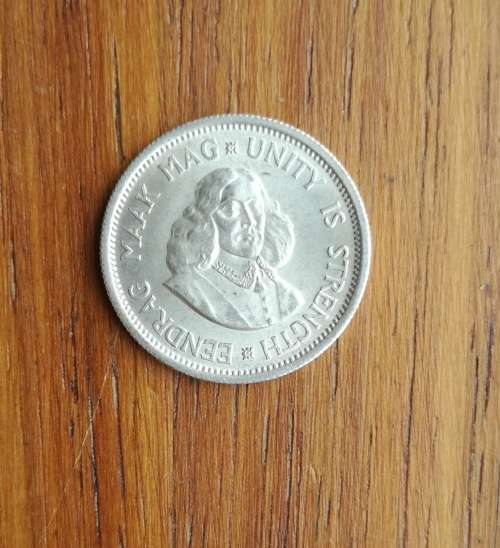 EENDRAG MAAK MAG * UNITY IS STRENGTH *